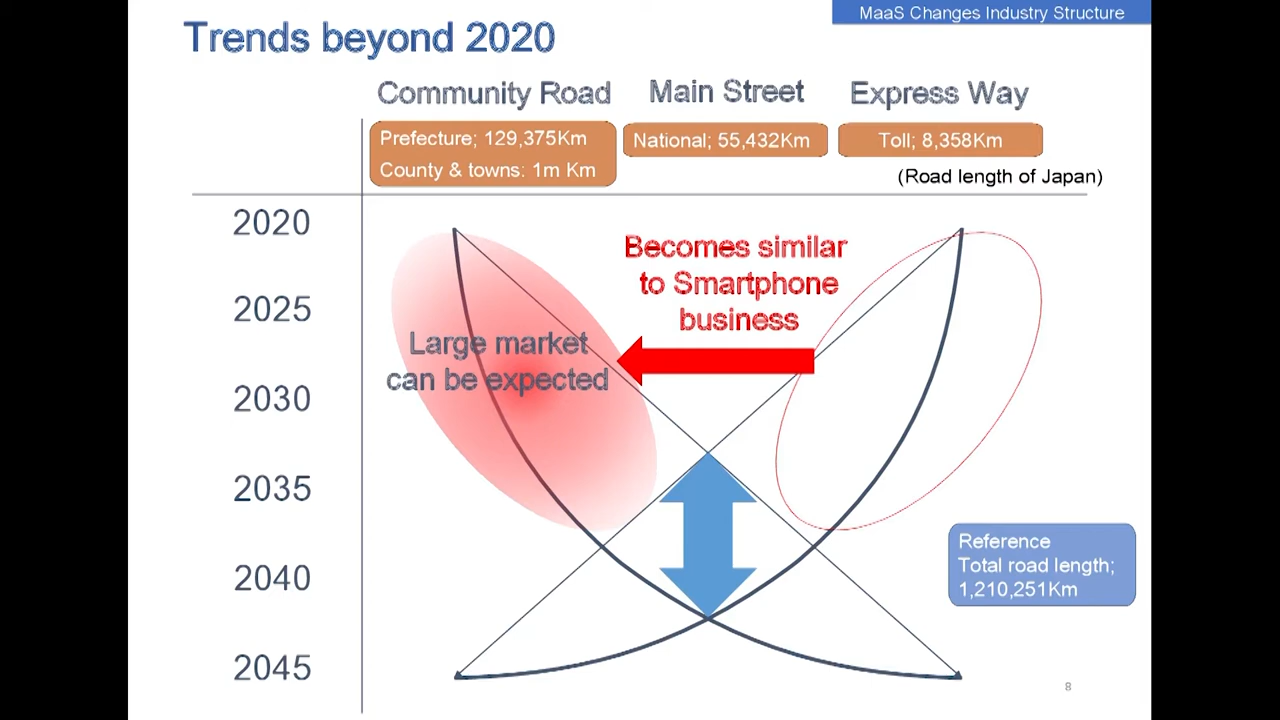 MaaS Changes Industry Structure
Trends beyond 2020
Community Road
Main Street
Express Way
Prefecture; 129,375Km
County & towns: 1m Km
National; 55,432Km
Toll; 8,358Km
(Road length of Japan)
2020
2025
2030
2035
2040
2045
Becomes similar
to Smartphone
business
Large market
can be expected
Reference
Total road length;
1,210,251Km
8